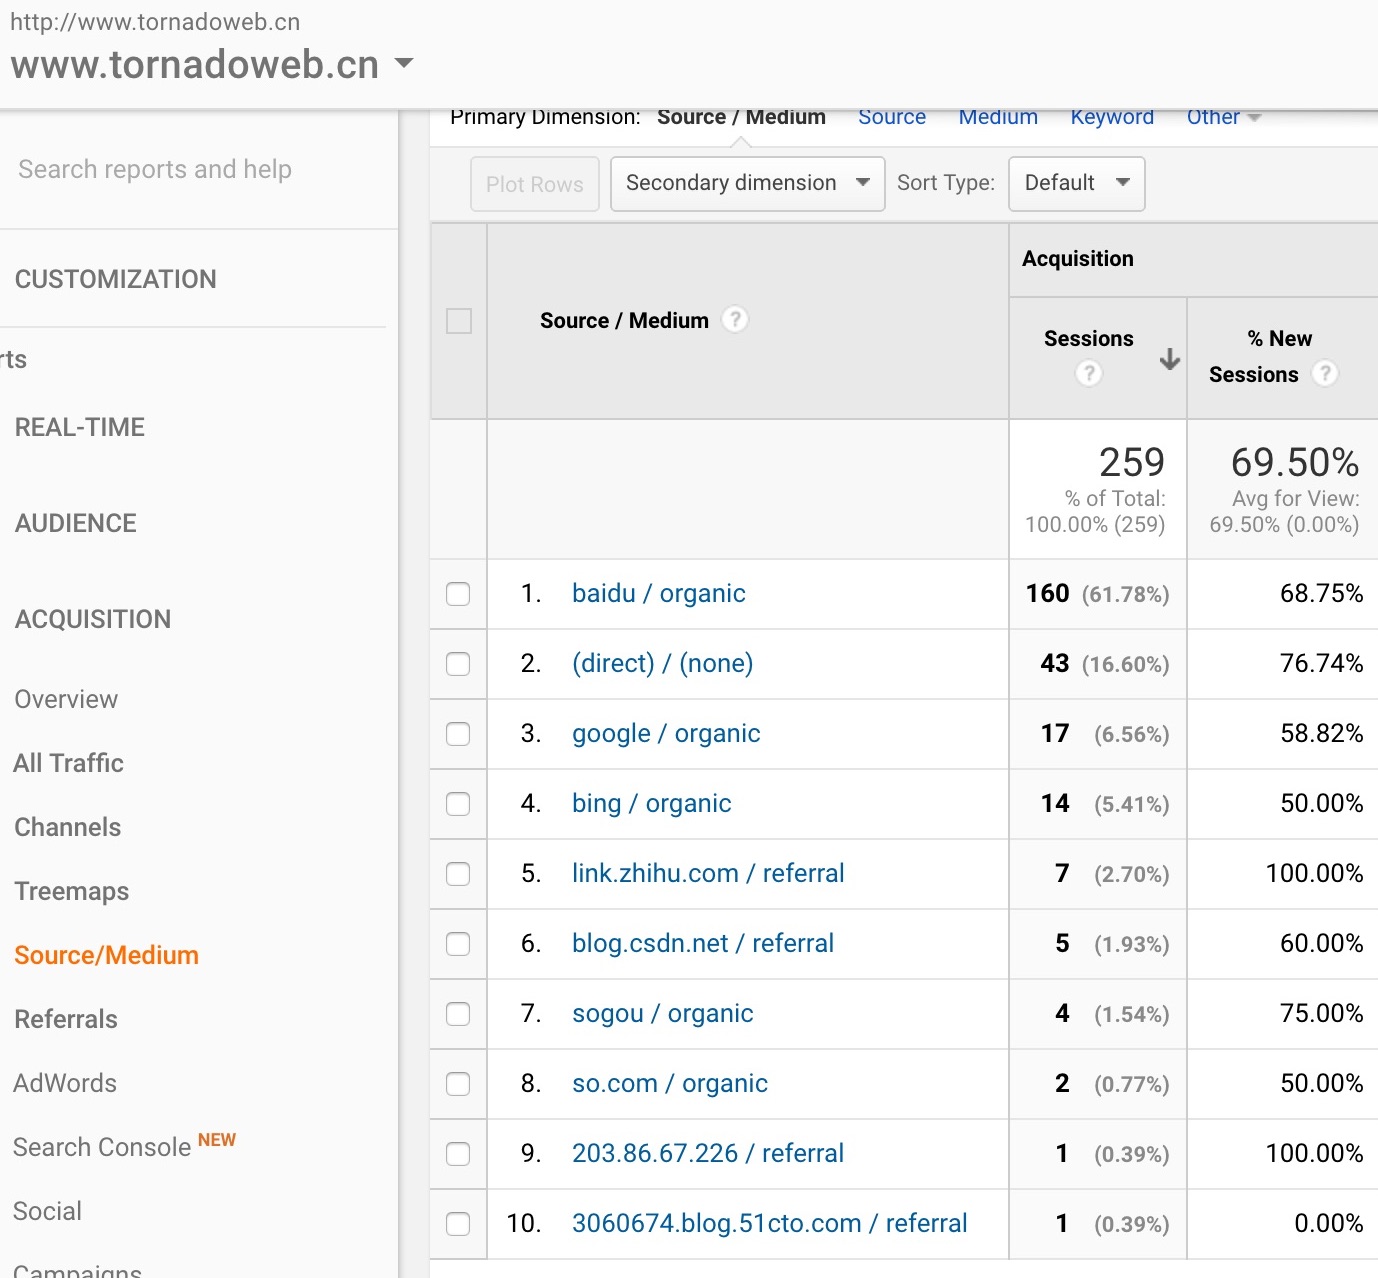 http://www.tornadoweb.cn
www.tornadoweb.cn
Search reports and help
CUSTOMIZATION
rts
REAL-TIME
AUDIENCE
ACQUISITION
Overview
All Traffic
Channels
Treemaps
Source/Medium
Referrals
AdWords
Search Console NEW
Social
Campaigns
Primary Dimension: Source / Medium Source Medium Keyword Other
Plot Rows Secondary dimension Sort Type: Default
Acquisition
Source / Medium ? Sessions ? % New Sessions ?
259 69.50%
% of Total: Avg for View:
100.00% (259) 69.50% (0.00%)
1. baidu / organic 160 (61.78%) 68.75%
2. (direct) / (none) 43 (16.60%) 76.74%
3. google / organic 17 (6.56%) 58.82%
4. bing / organic 14 (5.41%) 50.00%
5. link.zhihu.com / referral 7 (2.70%) 100.00%
6. blog.csdn.net / referral 5 (1.93%) 60.00%
7. sogou / organic 4 (1.54%) 75.00%
8. so.com / organic 2 (0.77%) 50.00%
9. 203.86.67.226 / referral 1 (0.39%) 100.00%
10. 3060674.blog.51cto.com / referral 1 (0.39%) 0.00%